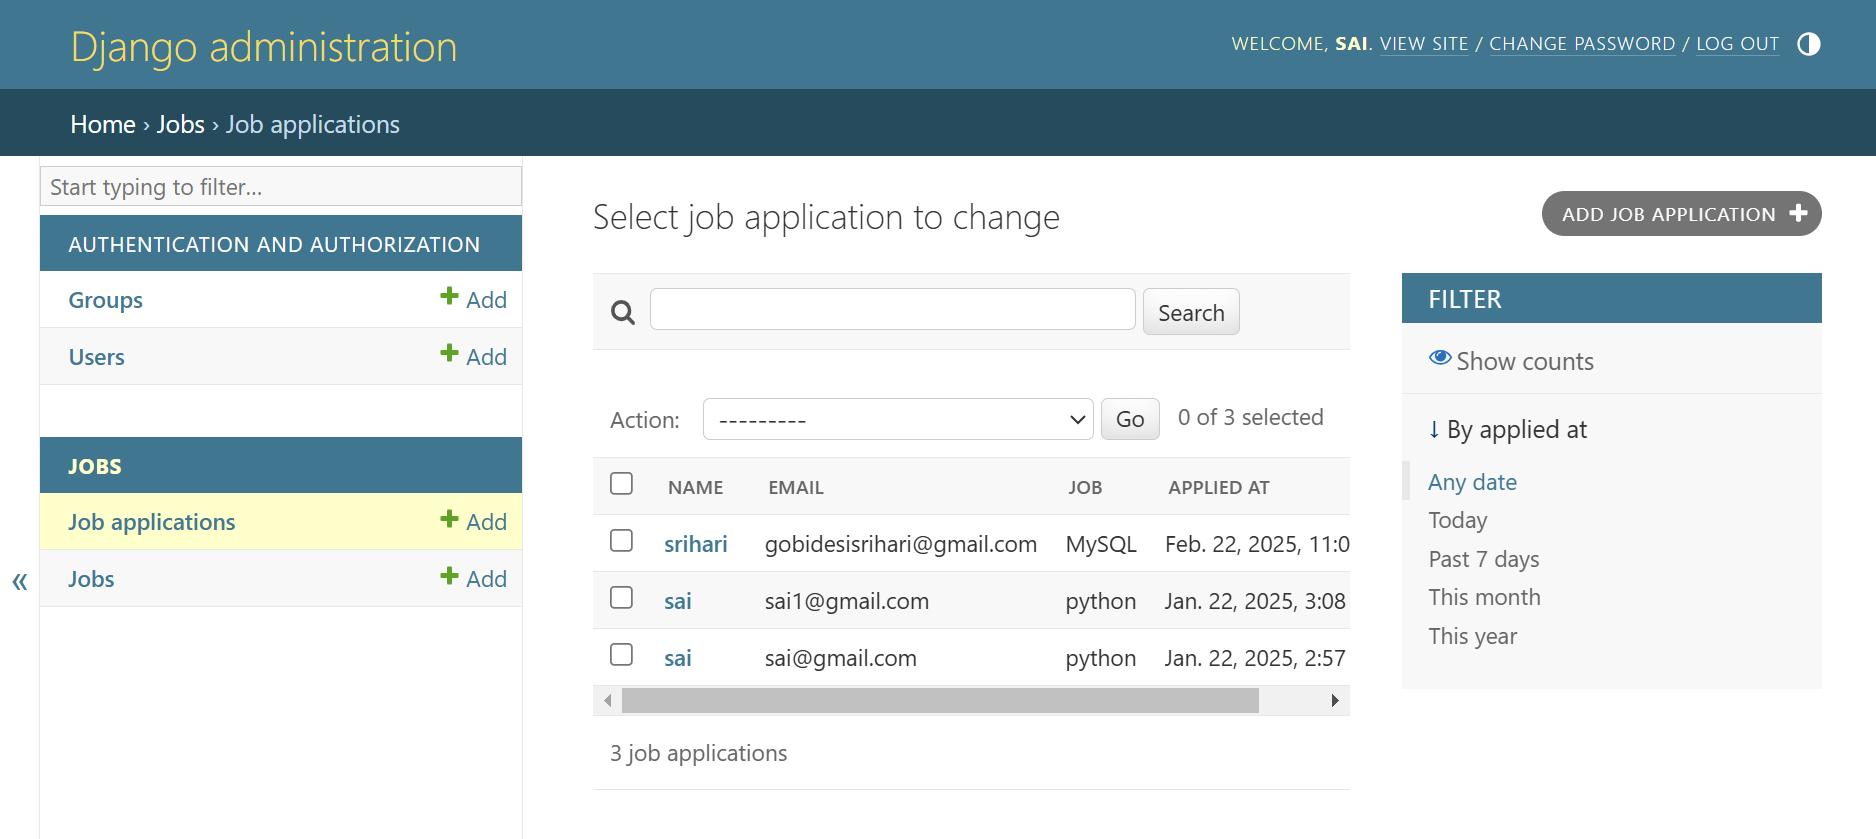 Django administration
WELCOME, SAI. VIEW SITE / CHANGE PASSWORD / LOG OUT
Home › Jobs › Job applications
Start typing to filter...
AUTHENTICATION AND AUTHORIZATION
Groups + Add
Users + Add
JOBS
Job applications + Add
Jobs + Add
«
Select job application to change
ADD JOB APPLICATION +
Search
Action: --------- Go 0 of 3 selected
NAME EMAIL JOB APPLIED AT
srihari gobidesisrihari@gmail.com MySQL Feb. 22, 2025, 11:0
sai sai1@gmail.com python Jan. 22, 2025, 3:08
sai sai@gmail.com python Jan. 22, 2025, 2:57
3 job applications
FILTER
Show counts
↓ By applied at
Any date
Today
Past 7 days
This month
This year